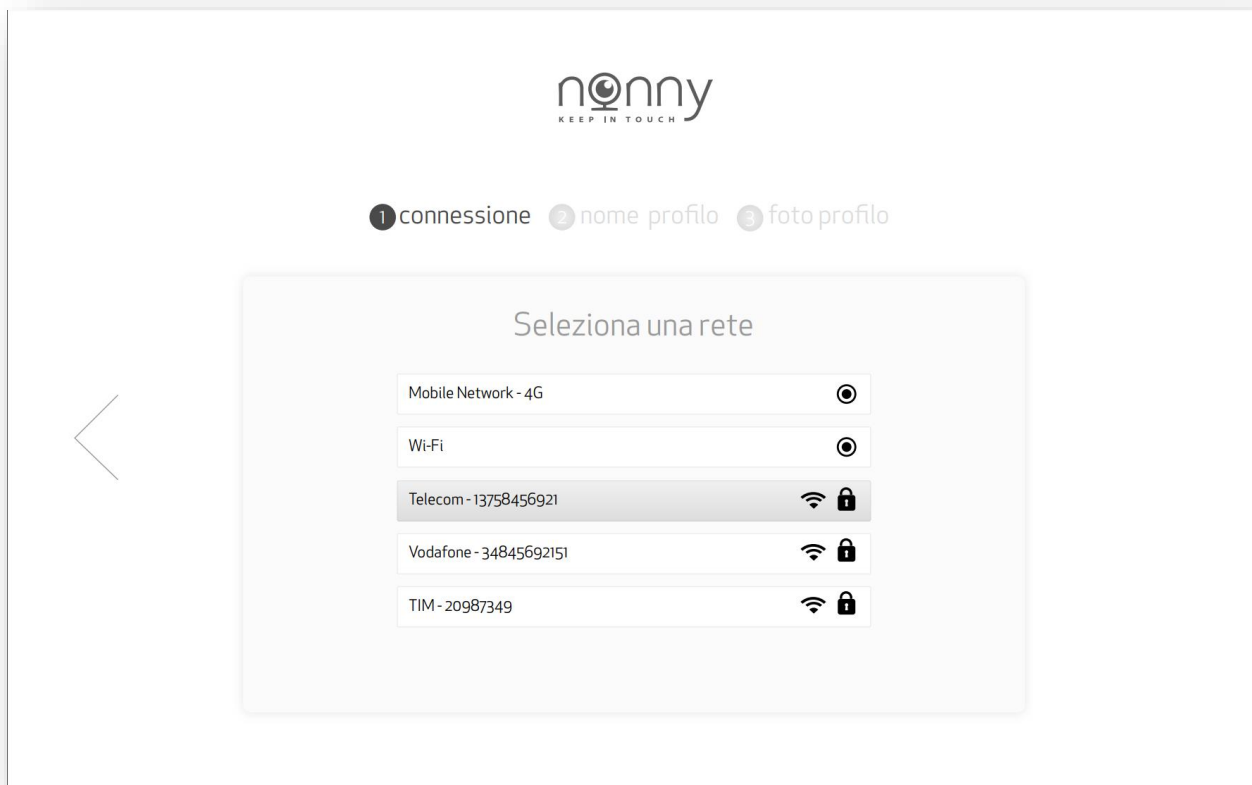 nonny
KEEP IN TOUCH
1 connessione 2 nome profilo 3 foto profilo
Seleziona una rete
Mobile Network - 4G
Wi-Fi
Telecom - 13758456921
Vodafone - 34845692151
TIM - 20987349